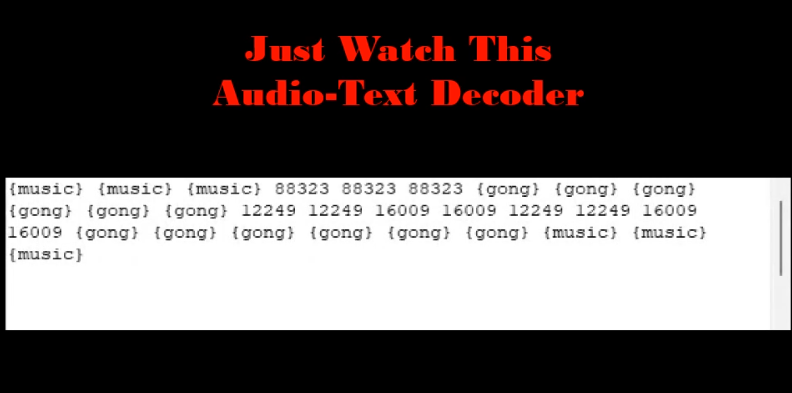 Just Watch This
Audio-Text Decoder
{music} {music} {music} 88323 88323 88323 {gong} {gong} {gong}
{gong} {gong} {gong} 12249 12249 16009 16009 12249 12249 16009
16009 {gong} {gong} {gong} {gong} {gong} {gong} {music} {music}
{music}